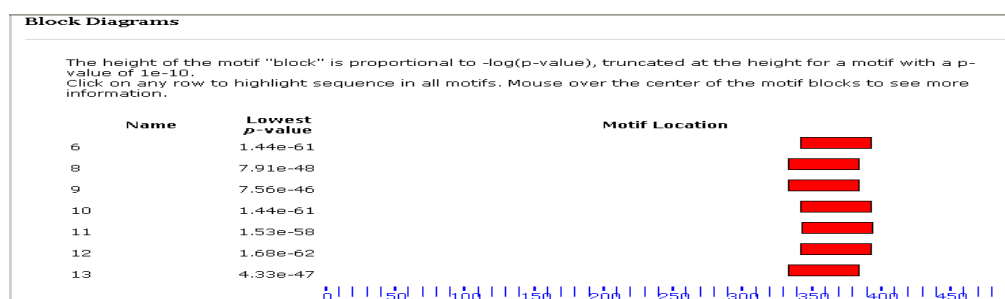 Block Diagrams
The height of the motif "block" is proportional to -log(p-value), truncated at the height for a motif with a p-
value of 1e-10.
Click on any row to highlight sequence in all motifs. Mouse over the center of the motif blocks to see more
information.
Name Lowest p-value Motif Location
6 1.44e-61
8 7.91e-48
9 7.56e-46
10 1.44e-61
11 1.53e-58
12 1.68e-62
13 4.33e-47
0 50 100 150 200 250 300 350 400 450